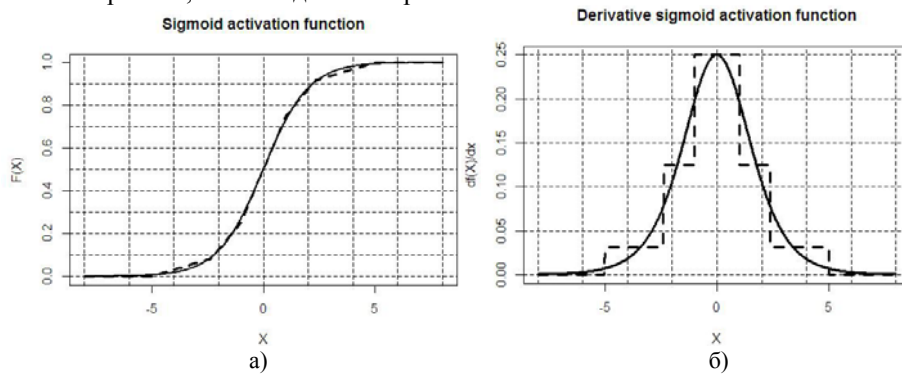 Sigmoid activation function
F(X)
1.0
0.8
0.6
0.4
0.2
0.0
-5
0
5
X
а)
Derivative sigmoid activation function
df(X)/dx
0.25
0.20
0.15
0.10
0.05
0.00
-5
0
5
X
б)